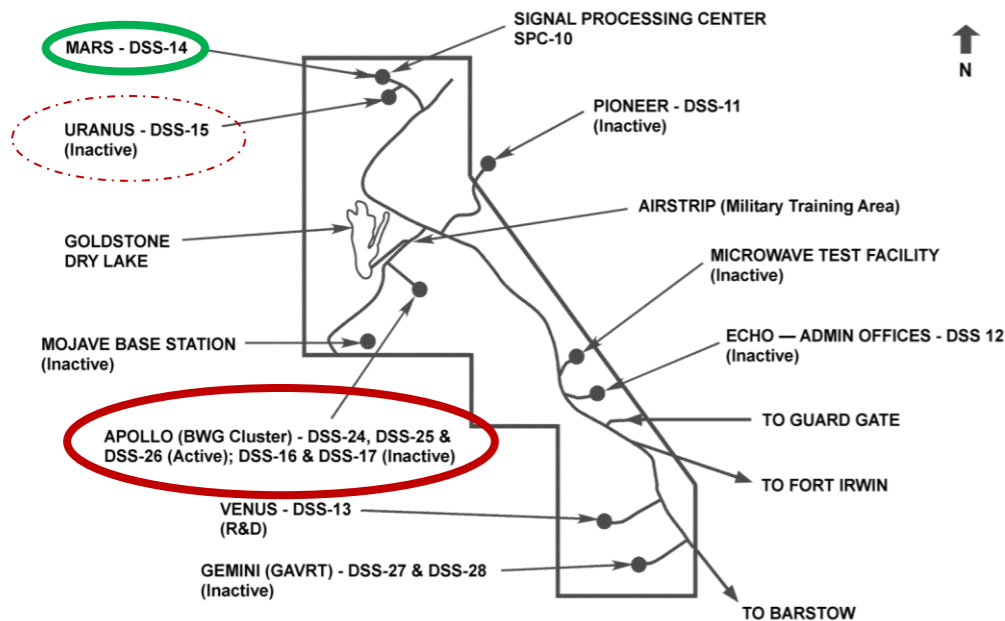 SIGNAL PROCESSING CENTER
SPC-10
MARS - DSS-14
N
PIONEER - DSS-11
(Inactive)
URANUS - DSS-15
(Inactive)
AIRSTRIP (Military Training Area)
GOLDSTONE
DRY LAKE
MICROWAVE TEST FACILITY
(Inactive)
MOJAVE BASE STATION
(Inactive)
ECHO — ADMIN OFFICES - DSS 12
(Inactive)
TO GUARD GATE
APOLLO (BWG Cluster) - DSS-24, DSS-25 &
DSS-26 (Active); DSS-16 & DSS-17 (Inactive)
TO FORT IRWIN
VENUS - DSS-13
(R&D)
GEMINI (GAVRT) - DSS-27 & DSS-28
(Inactive)
TO BARSTOW